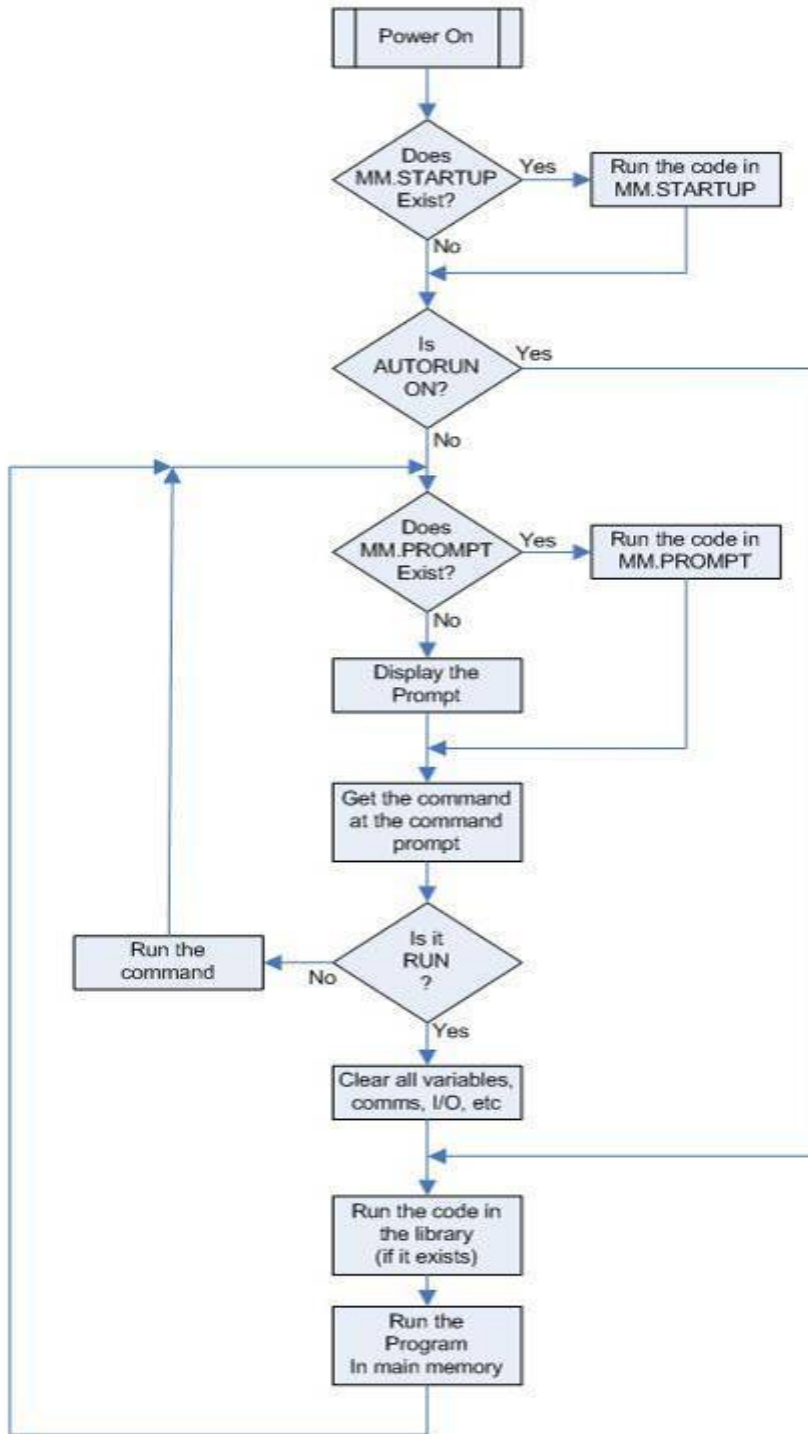 Power On
Does
MM.STARTUP
Exist?
Yes
Run the code in
MM.STARTUP
No
Is
AUTORUN
ON?
Yes
No
Does
MM.PROMPT
Exist?
Yes
Run the code in
MM.PROMPT
No
Display the
Prompt
Get the command
at the command
prompt
Is it
RUN
?
No
Run the
command
Yes
Clear all variables,
comms, I/O, etc
Run the code in
the library
(if it exists)
Run the
Program
In main memory